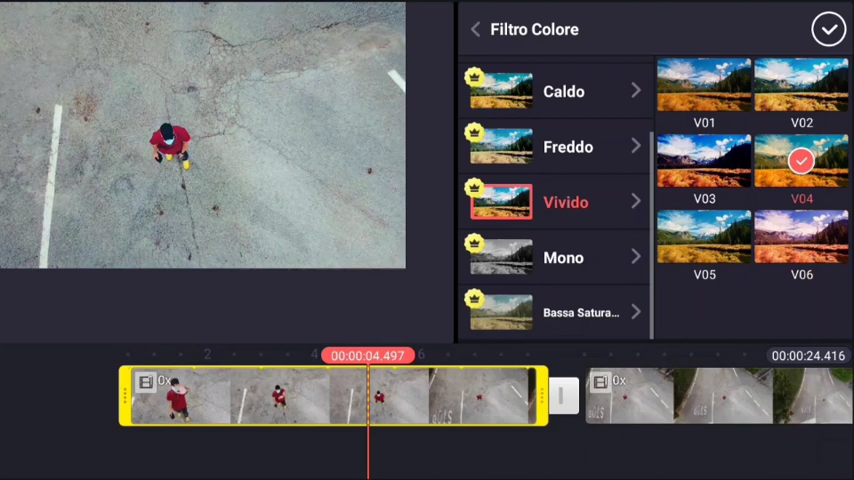 Filtro Colore
Caldo
Freddo
Vivido
Mono
Bassa Satura...
V01
V02
V03
V04
V05
V06
2
4
00:00:04.497
6
00:00:24.416
0x
0x